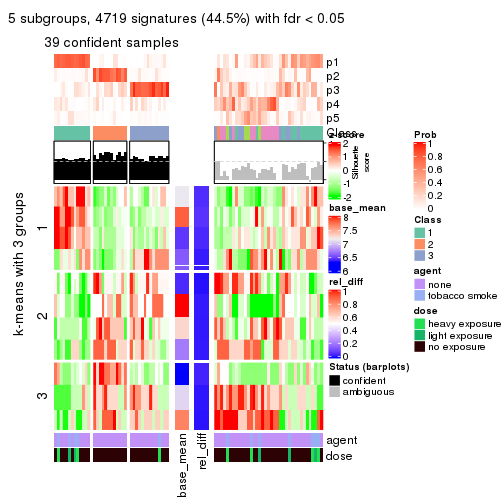 5 subgroups, 4719 signatures (44.5%) with fdr < 0.05
39 confident samples
p1
p2
p3
p4
p5
Class
z-score
2
1
0
-1
-2
Silhouette
score
k-means with 3 groups
1
2
3
base_mean
8
7.5
7
6.5
6
rel_diff
1
0.8
0.6
0.4
0.2
0
Status (barplots)
confident
ambiguous
Prob
1
0.8
0.6
0.4
0.2
0
Class
1
2
3
agent
none
tobacco smoke
dose
heavy exposure
light exposure
no exposure
agent
dose
base_mean
rel_diff